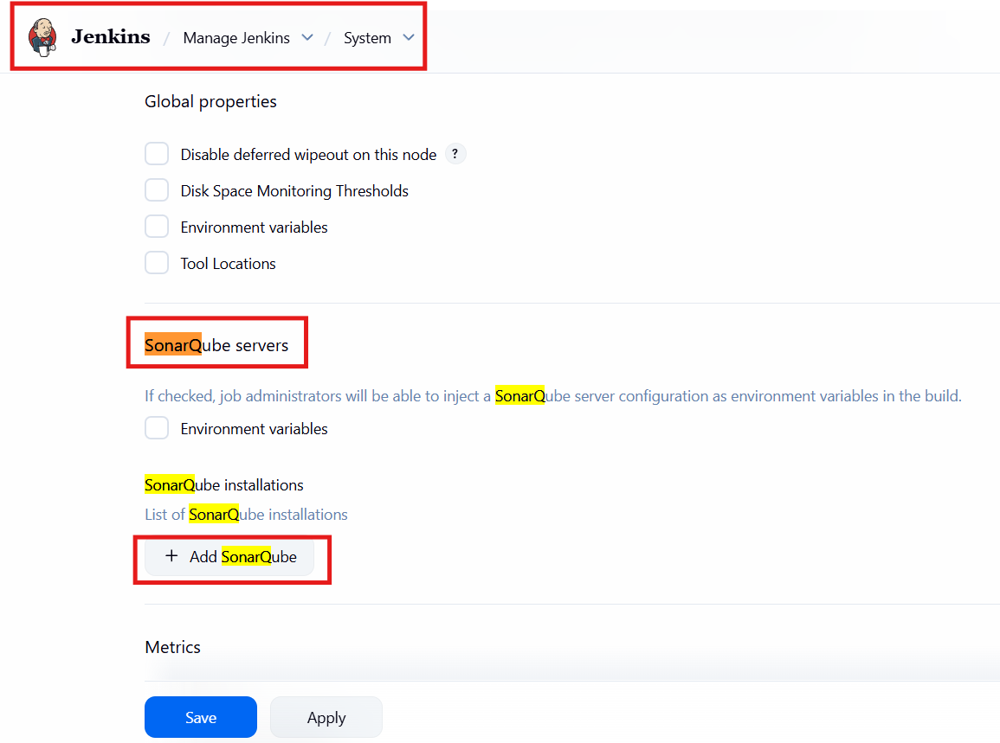 Jenkins / Manage Jenkins / System
Global properties
Disable deferred wipeout on this node ?
Disk Space Monitoring Thresholds
Environment variables
Tool Locations
SonarQube servers
If checked, job administrators will be able to inject a SonarQube server configuration as environment variables in the build.
Environment variables
SonarQube installations
List of SonarQube installations
+ Add SonarQube
Metrics
Save Apply